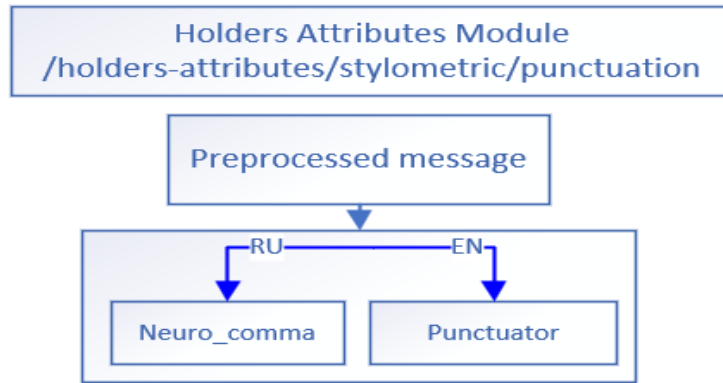 Holders Attributes Module
/holders-attributes/stylometric/punctuation
Preprocessed message
RU EN
Neuro_comma Punctuator